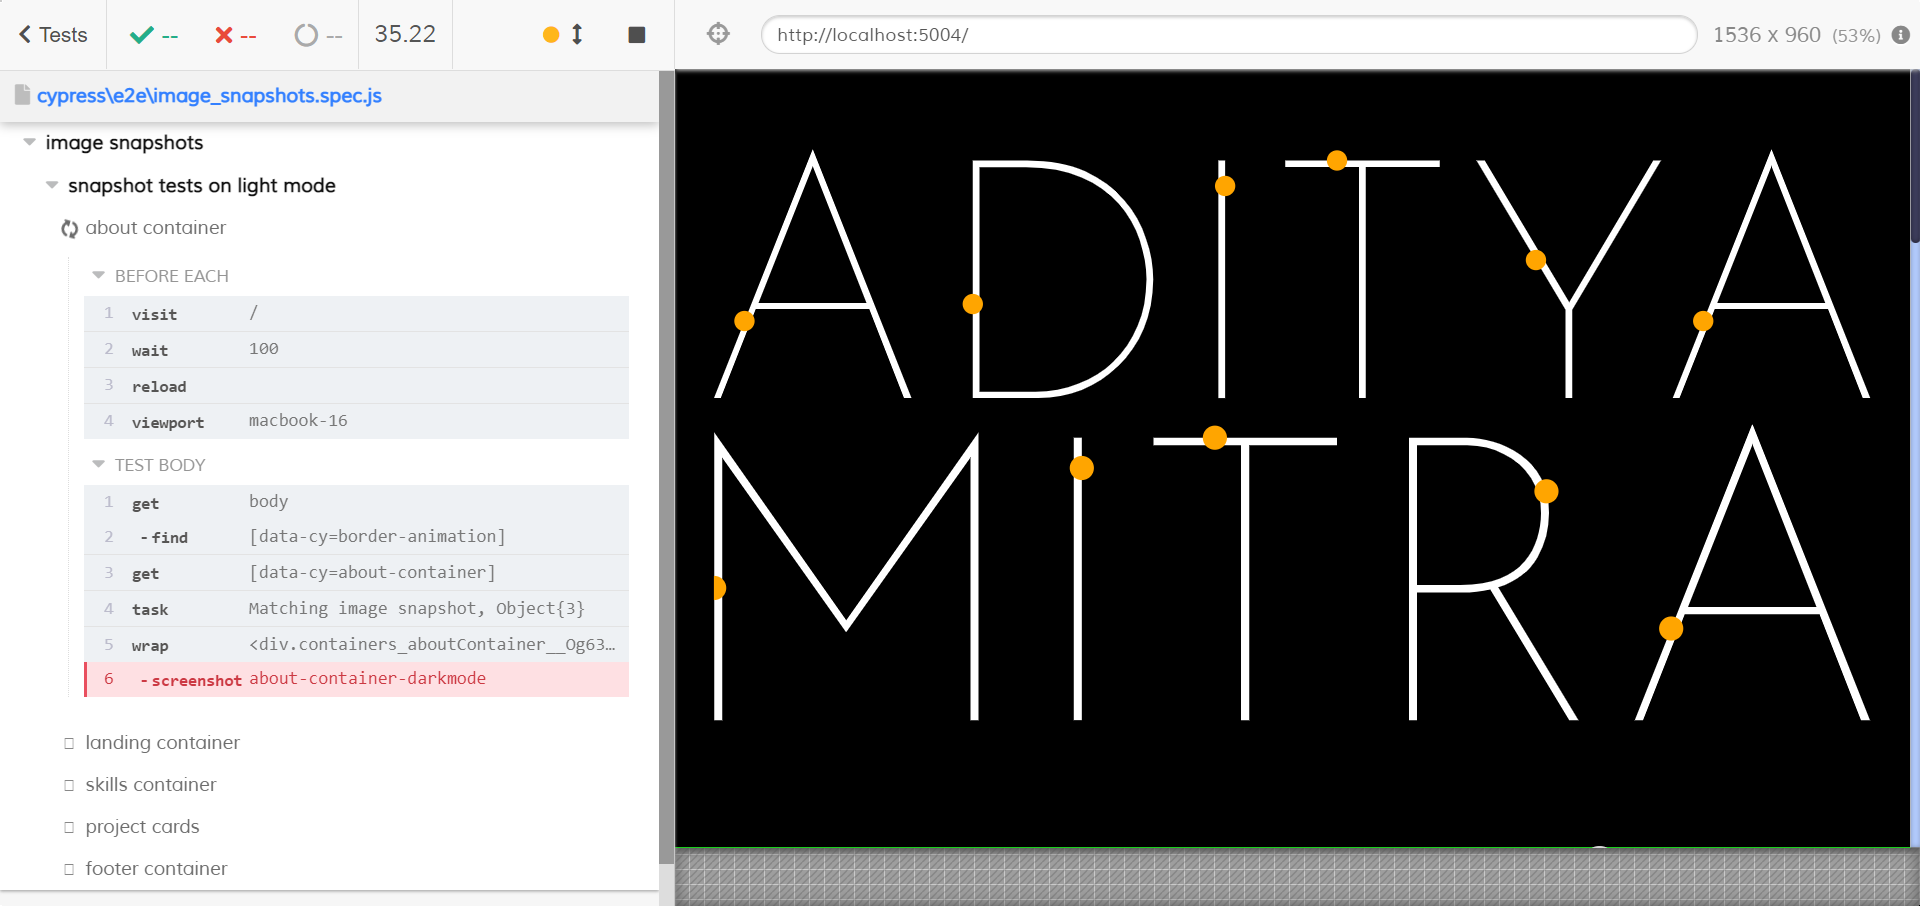 Tests -- -- -- 35.22
http://localhost:5004/ 1536 x 960 (53%)
cypress\e2e\image_snapshots.spec.js
image snapshots
snapshot tests on light mode
about container
BEFORE EACH
1 visit /
2 wait 100
3 reload
4 viewport macbook-16
TEST BODY
1 get body
2 -find [data-cy=border-animation]
3 get [data-cy=about-container]
4 task Matching image snapshot, Object{3}
5 wrap <div.containers_aboutContainer__Og63…
6 -screenshot about-container-darkmode
landing container
skills container
project cards
footer container
ADITYA
MITRA